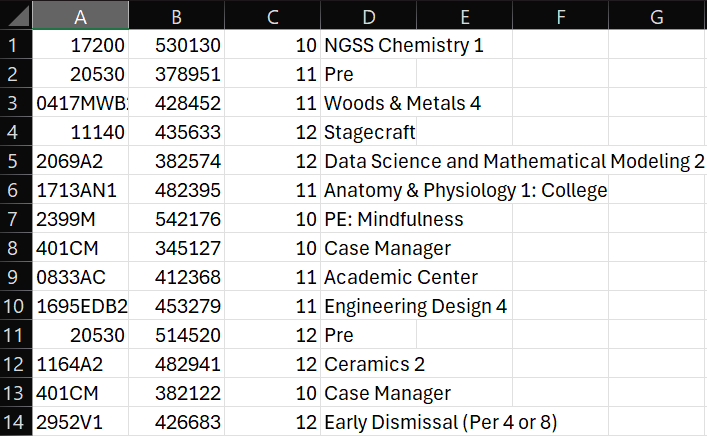 A B C D E F G
1 17200 530130 10 NGSS Chemistry 1
2 20530 378951 11 Pre
3 0417MWB 428452 11 Woods & Metals 4
4 11140 435633 12 Stagecraft
5 2069A2 382574 12 Data Science and Mathematical Modeling 2
6 1713AN1 482395 11 Anatomy & Physiology 1: College
7 2399M 542176 10 PE: Mindfulness
8 401CM 345127 10 Case Manager
9 0833AC 412368 11 Academic Center
10 1695EDB2 453279 11 Engineering Design 4
11 20530 514520 12 Pre
12 1164A2 482941 12 Ceramics 2
13 401CM 382122 10 Case Manager
14 2952V1 426683 12 Early Dismissal (Per 4 or 8)